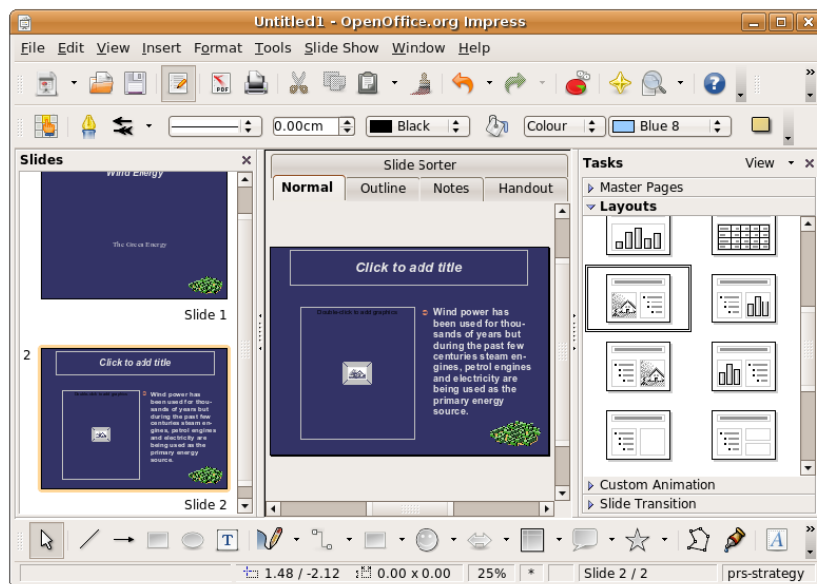 Untitled1 - OpenOffice.org Impress
File Edit View Insert Format Tools Slide Show Window Help
PDF
0.00cm Black Colour Blue 8
Slides
Wind Energy
The Green Energy
Slide 1
2
Click to add title
Wind power has
been used for thou-
sands of years but
during the past few
centuries steam en-
gines, petrol engines
and electricity are
being used as the
primary energy
source.
Slide 2
Slide Sorter
Normal Outline Notes Handout
Click to add title
Double-click to add graphics
Wind power has
been used for thou-
sands of years but
during the past few
centuries steam en-
gines, petrol engines
and electricity are
being used as the
primary energy
source.
Tasks View
Master Pages
Layouts
Custom Animation
Slide Transition
T
A
1.48 / -2.12 0.00 x 0.00 25% * Slide 2 / 2 prs-strategy